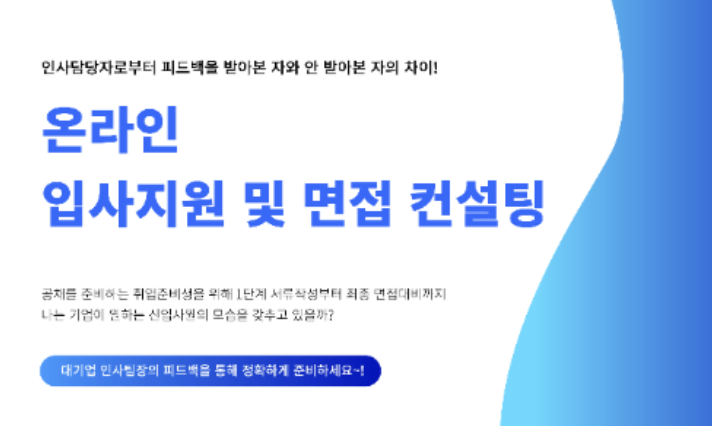 인사담당자로부터 피드백을 받아본 자와 안 받아본 자의 차이!
온라인
입사지원 및 면접 컨설팅
공채를 준비하는 취업준비생을 위해 1단계 서류작성부터 최종 면접대비까지
나는 기업이 원하는 신입사원의 모습을 갖추고 있을까?
대기업 인사팀장의 피드백을 통해 정확하게 준비하세요~!